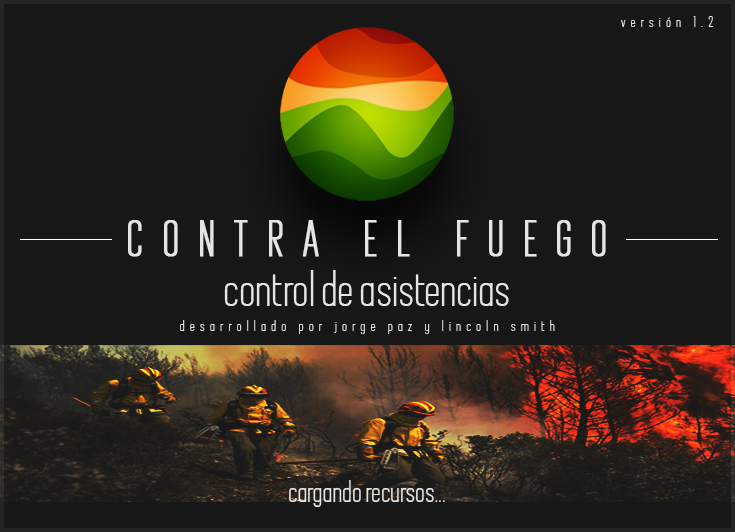 versión 1.2
CONTRA EL FUEGO
control de asistencias
desarrollado por jorge paz y lincoln smith
cargando recursos...